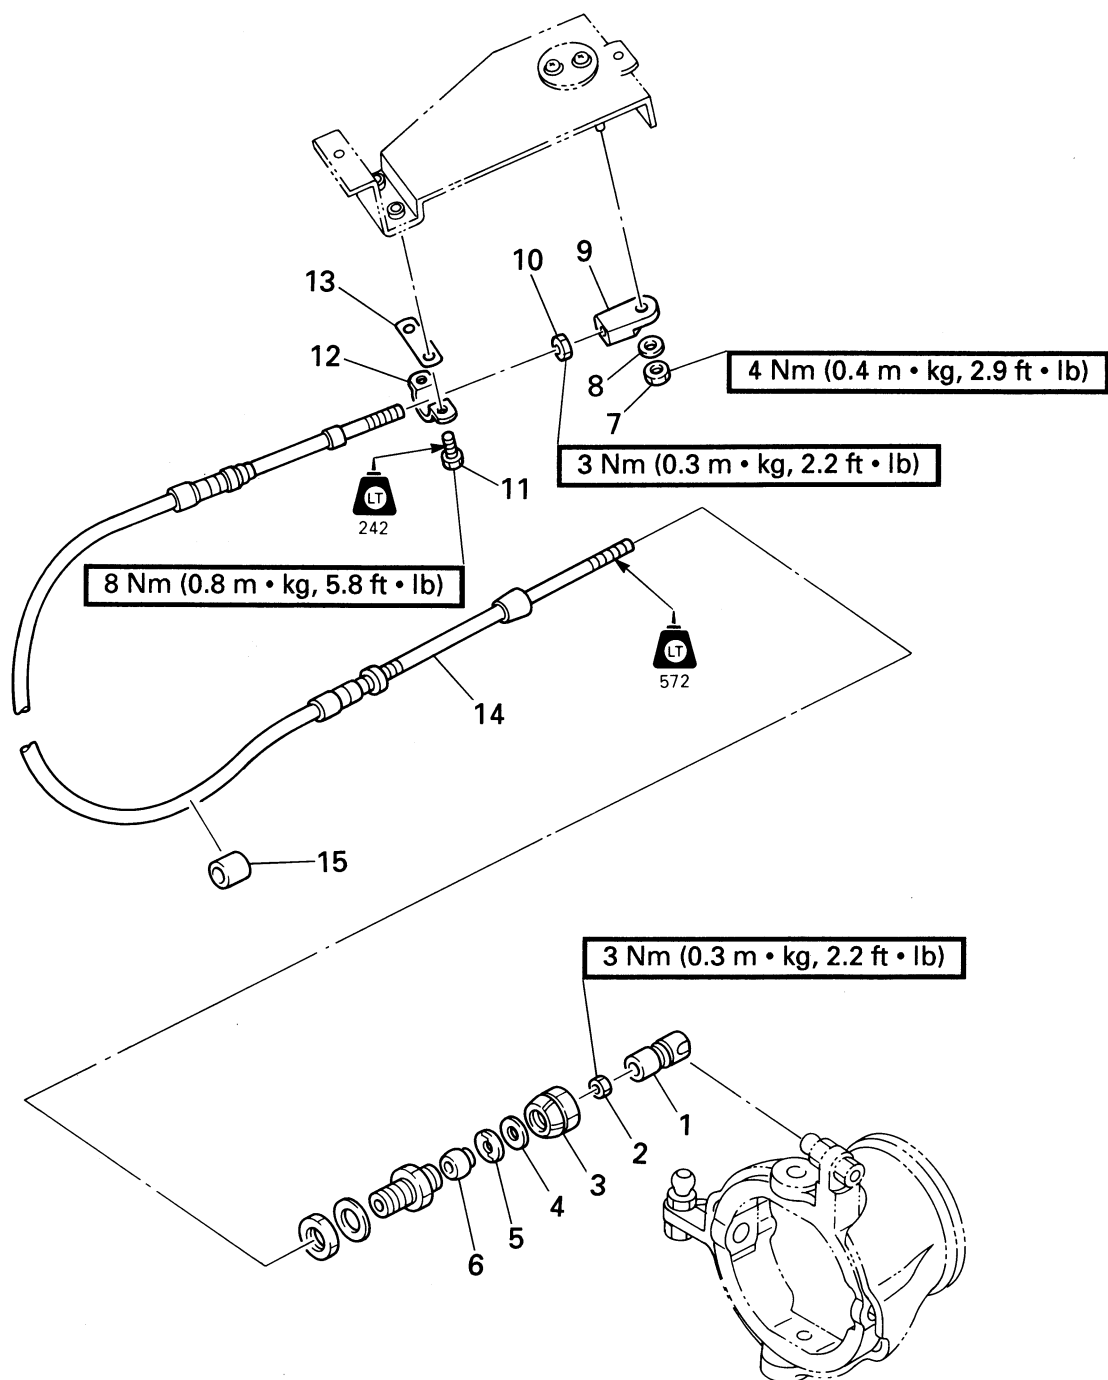 10
9
13
12
8
7
4 Nm (0.4 m • kg, 2.9 ft • lb)
3 Nm (0.3 m • kg, 2.2 ft • lb)
11
LT
242
8 Nm (0.8 m • kg, 5.8 ft • lb)
LT
572
14
15
3 Nm (0.3 m • kg, 2.2 ft • lb)
1
2
3
4
5
6